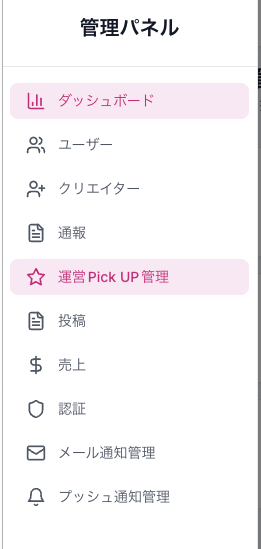 管理パネル
ダッシュボード
ユーザー
クリエイター
通報
運営Pick UP管理
投稿
売上
認証
メール通知管理
プッシュ通知管理